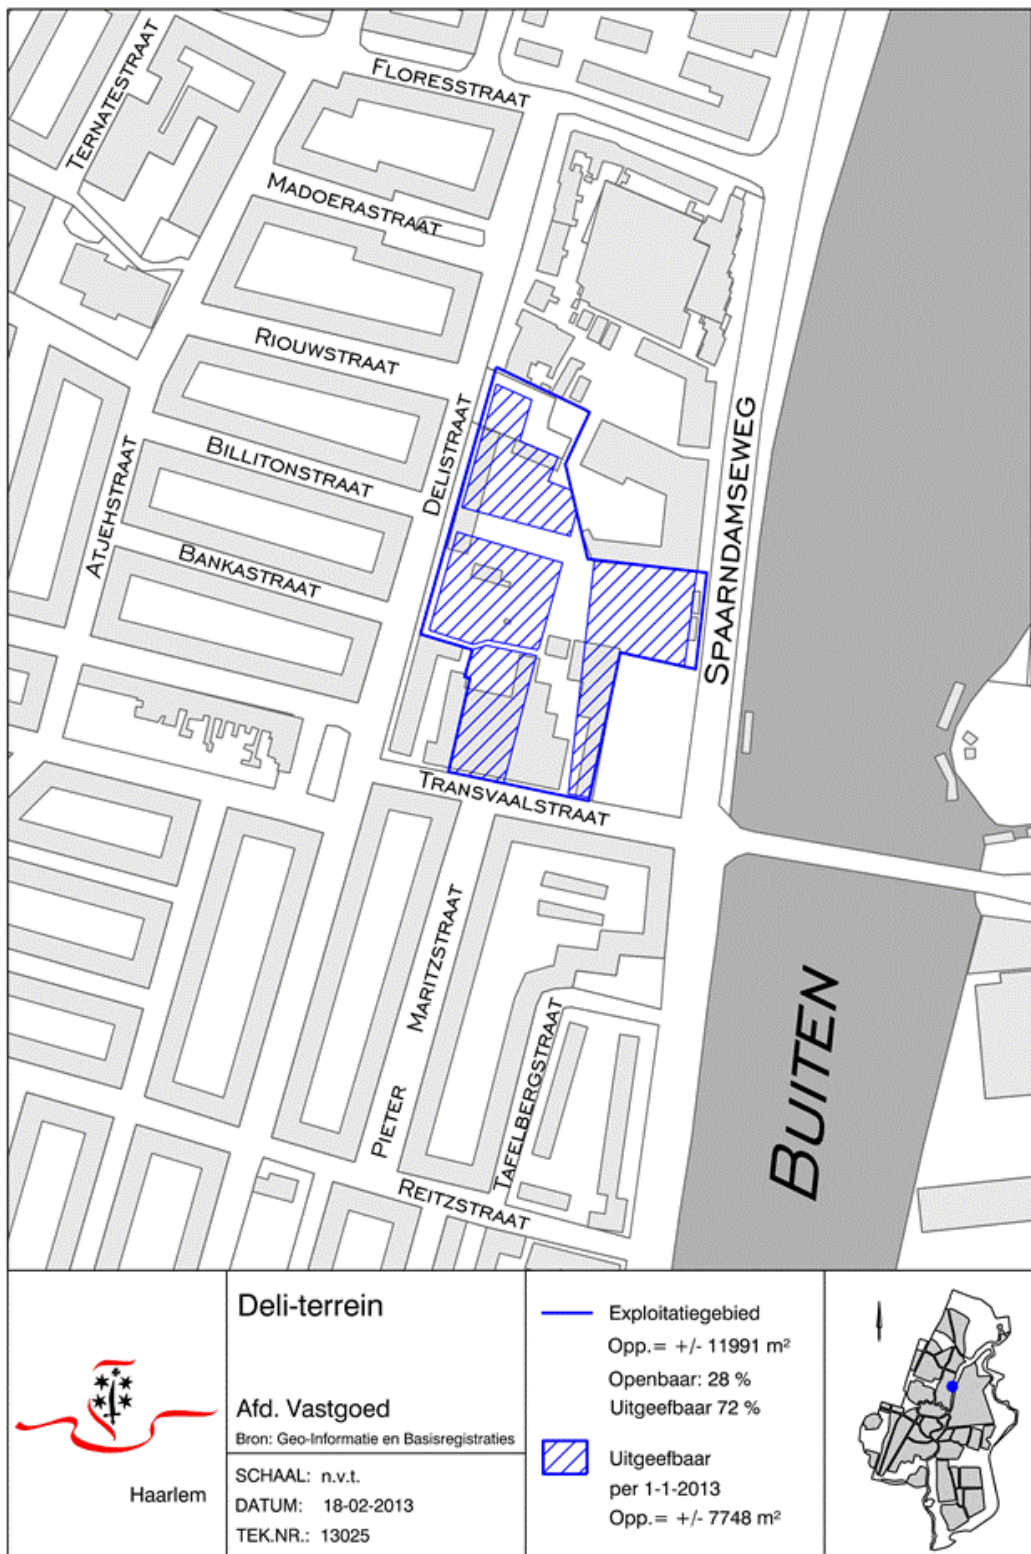 FLORESSTRAAT
TERNATESTRAAT
MADOERASTRAAT
RIOUWSTRAAT
DELISTRAAT
BILLITONSTRAAT
SPAARNDAMSEWEG
ATJEHSTRAAT
BANKASTRAAT
TRANSVAALSTRAAT
PIETER MARITZSTRAAT
TAFELBERGSTRAAT
REITZSTRAAT
BUITEN
Haarlem
Deli-terrein
Afd. Vastgoed
Bron: Geo-Informatie en Basisregistraties
SCHAAL: n.v.t.
DATUM: 18-02-2013
TEK.NR.: 13025
Exploitatiegebied
Opp.= +/- 11991 m²
Openbaar: 28 %
Uitgeefbaar 72 %
Uitgeefbaar
per 1-1-2013
Opp.= +/- 7748 m²